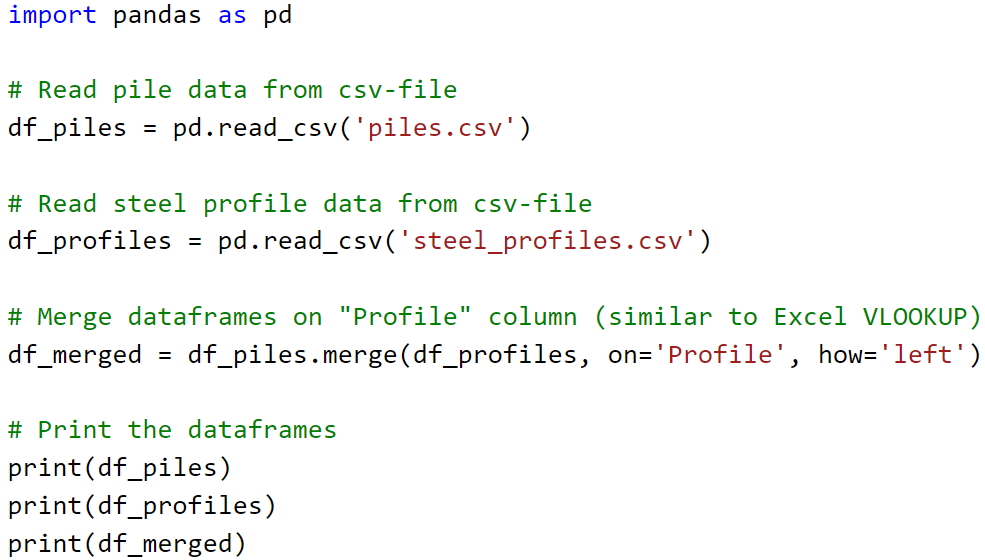 import pandas as pd
# Read pile data from csv-file
df_piles = pd.read_csv('piles.csv')
# Read steel profile data from csv-file
df_profiles = pd.read_csv('steel_profiles.csv')
# Merge dataframes on "Profile" column (similar to Excel VLOOKUP)
df_merged = df_piles.merge(df_profiles, on='Profile', how='left')
# Print the dataframes
print(df_piles)
print(df_profiles)
print(df_merged)